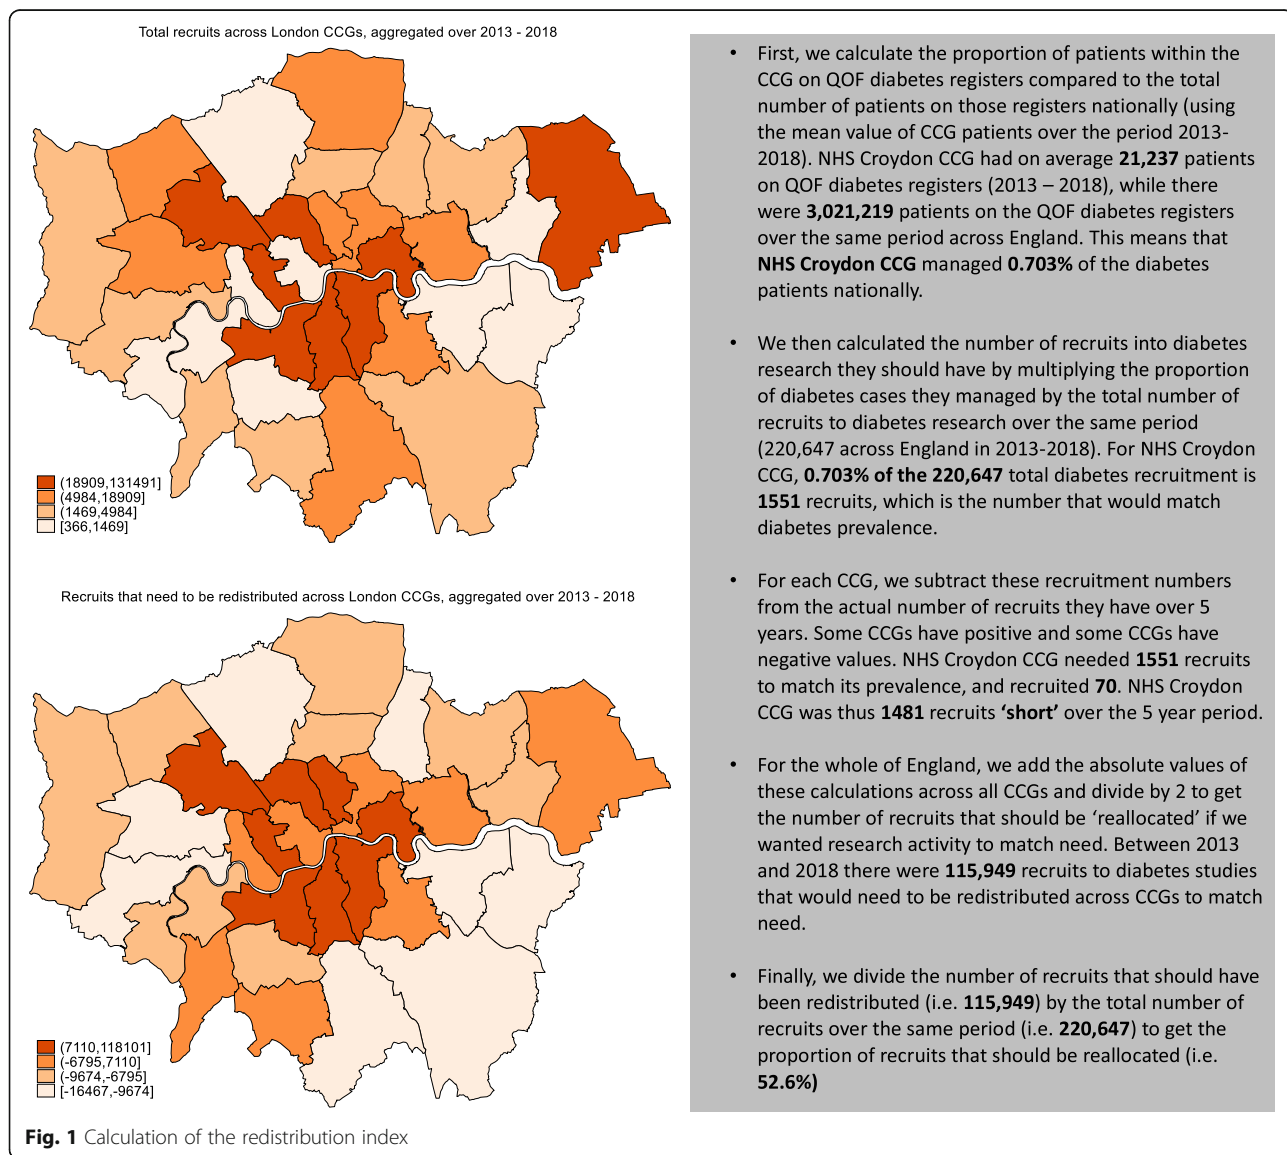 Total recruits across London CCGs, aggregated over 2013 - 2018
(18909,131491]
(4984,18909]
(1469,4984]
[366,1469]
Recruits that need to be redistributed across London CCGs, aggregated over 2013 - 2018
(7110,118101]
(-6795,7110]
(-9674,-6795]
[-16467,-9674]
• First, we calculate the proportion of patients within the
CCG on QOF diabetes registers compared to the total
number of patients on those registers nationally (using
the mean value of CCG patients over the period 2013-
2018). NHS Croydon CCG had on average 21,237 patients
on QOF diabetes registers (2013 – 2018), while there
were 3,021,219 patients on the QOF diabetes registers
over the same period across England. This means that
NHS Croydon CCG managed 0.703% of the diabetes
patients nationally.
• We then calculated the number of recruits into diabetes
research they should have by multiplying the proportion
of diabetes cases they managed by the total number of
recruits to diabetes research over the same period
(220,647 across England in 2013-2018). For NHS Croydon
CCG, 0.703% of the 220,647 total diabetes recruitment is
1551 recruits, which is the number that would match
diabetes prevalence.
• For each CCG, we subtract these recruitment numbers
from the actual number of recruits they have over 5
years. Some CCGs have positive and some CCGs have
negative values. NHS Croydon CCG needed 1551 recruits
to match its prevalence, and recruited 70. NHS Croydon
CCG was thus 1481 recruits ‘short’ over the 5 year period.
• For the whole of England, we add the absolute values of
these calculations across all CCGs and divide by 2 to get
the number of recruits that should be ‘reallocated’ if we
wanted research activity to match need. Between 2013
and 2018 there were 115,949 recruits to diabetes studies
that would need to be redistributed across CCGs to match
need.
• Finally, we divide the number of recruits that should have
been redistributed (i.e. 115,949) by the total number of
recruits over the same period (i.e. 220,647) to get the
proportion of recruits that should be reallocated (i.e.
52.6%)
Fig. 1 Calculation of the redistribution index